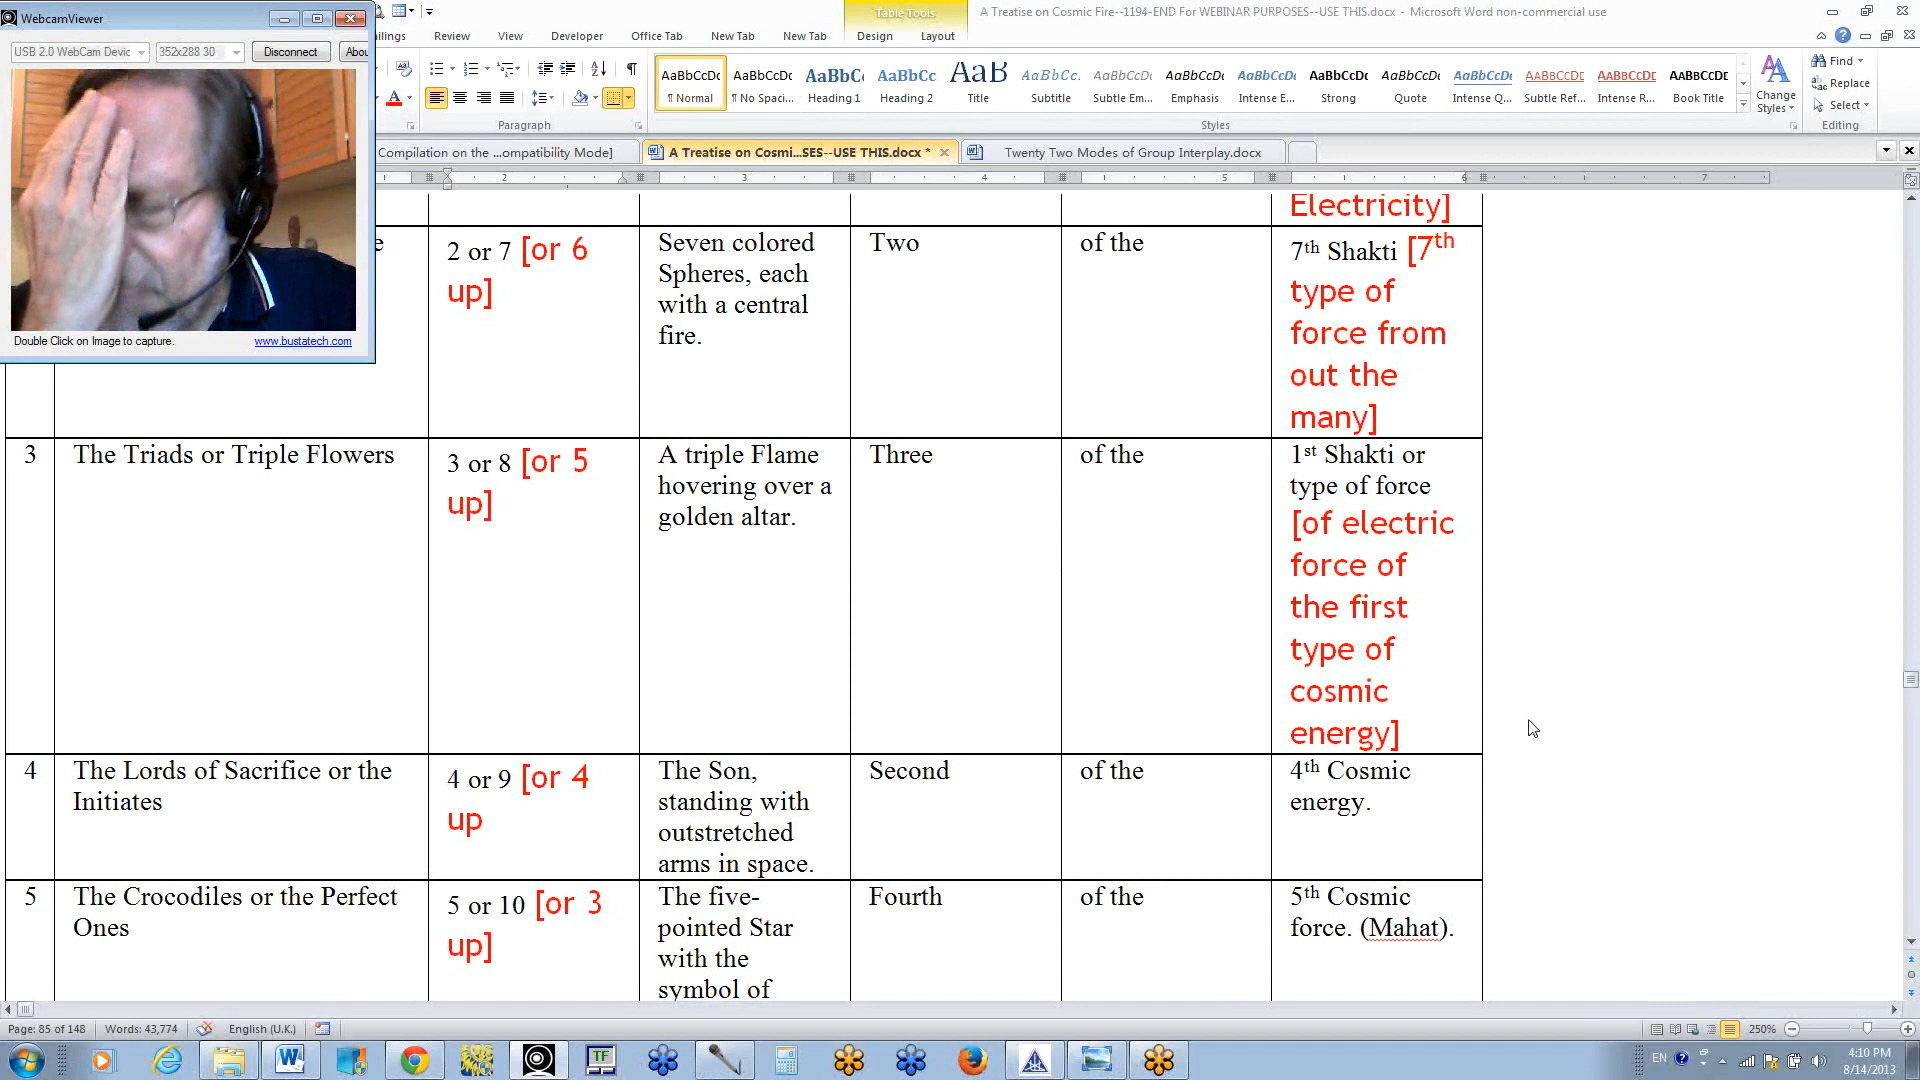 WebcamViewer
USB 2.0 WebCam Devic
352x288 30
Disconnect
Abou
Double Click on Image to capture.
www.bustatech.com
Table Tools
A Treatise on Cosmic Fire--1194-END For WEBINAR PURPOSES--USE THIS.docx - Microsoft Word non-commercial use
ailings
Review
View
Developer
Office Tab
New Tab
New Tab
Design
Layout
AaBbCcDc
AaBbCcDc
AaBbC
AaBbCc
AaB
AaBbCc.
AaBbCcDc
AaBbCcDc
AaBbCcDc
AaBbCcDc
AaBbCcDc
AaBbCcDc
AABBCCDE
AABBCCDE
AABBCCDE
¶ Normal
¶ No Spaci...
Heading 1
Heading 2
Title
Subtitle
Subtle Em...
Emphasis
Intense E...
Strong
Quote
Intense Q...
Subtle Ref...
Intense R...
Book Title
Change
Styles
Find
Replace
Select
Paragraph
Styles
Editing
Compilation on the ...ompatibility Mode]
A Treatise on Cosmi...SES--USE THIS.docx *
Twenty Two Modes of Group Interplay.docx
2
3
4
5
6
7
Electricity]
e
2 or 7 [or 6
up]
Seven colored
Spheres, each
with a central
fire.
Two
of the
7th Shakti [7th
type of
force from
out the
many]
3
The Triads or Triple Flowers
3 or 8 [or 5
up]
A triple Flame
hovering over a
golden altar.
Three
of the
1st Shakti or
type of force
[of electric
force of
the first
type of
cosmic
energy]
4
The Lords of Sacrifice or the
Initiates
4 or 9 [or 4
up
The Son,
standing with
outstretched
arms in space.
Second
of the
4th Cosmic
energy.
5
The Crocodiles or the Perfect
Ones
5 or 10 [or 3
up]
The five-
pointed Star
with the
symbol of
Fourth
of the
5th Cosmic
force. (Mahat).
Page: 85 of 148
Words: 43,774
English (U.K.)
250%
TF
EN
4:10 PM
8/14/2013